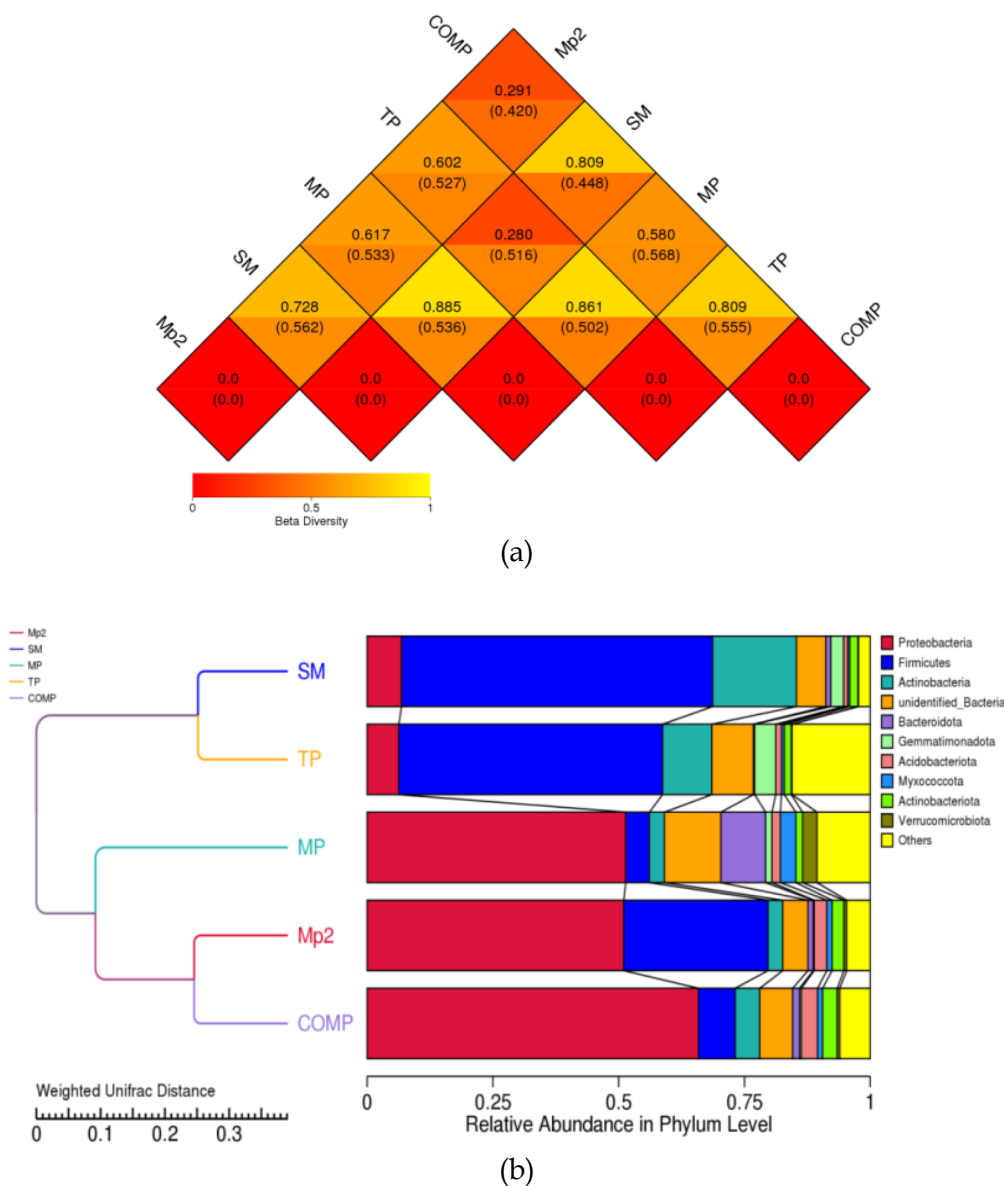 COMP Mp2
0.291
(0.420)
TP SM
0.602 0.809
(0.527) (0.448)
MP MP
0.617 0.280 0.580
(0.533) (0.516) (0.568)
SM TP
0.728 0.885 0.861 0.809
(0.562) (0.536) (0.502) (0.555)
Mp2 COMP
0.0 0.0 0.0 0.0 0.0
(0.0) (0.0) (0.0) (0.0) (0.0)
0 0.5 1
Beta Diversity
(a)
Mp2
SM
MP
TP
COMP
SM
TP
MP
Mp2
COMP
Proteobacteria
Firmicutes
Actinobacteria
unidentified_Bacteria
Bacteroidota
Gemmatimonadota
Acidobacteriota
Myxococcota
Actinobacteriota
Verrucomicrobiota
Others
Weighted Unifrac Distance
0 0.1 0.2 0.3
0 0.25 0.5 0.75 1
Relative Abundance in Phylum Level
(b)